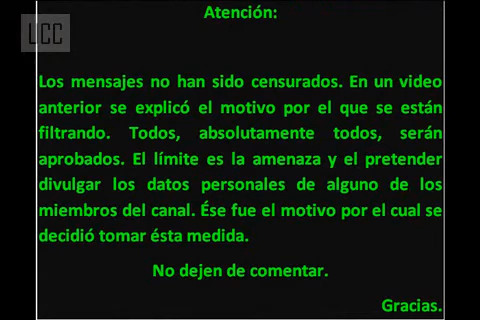 Atención:
LCC
Los mensajes no han sido censurados. En un video
anterior se explicó el motivo por el que se están
filtrando. Todos, absolutamente todos, serán
aprobados. El límite es la amenaza y el pretender
divulgar los datos personales de alguno de los
miembros del canal. Ése fue el motivo por el cual se
decidió tomar ésta medida.
No dejen de comentar.
Gracias.